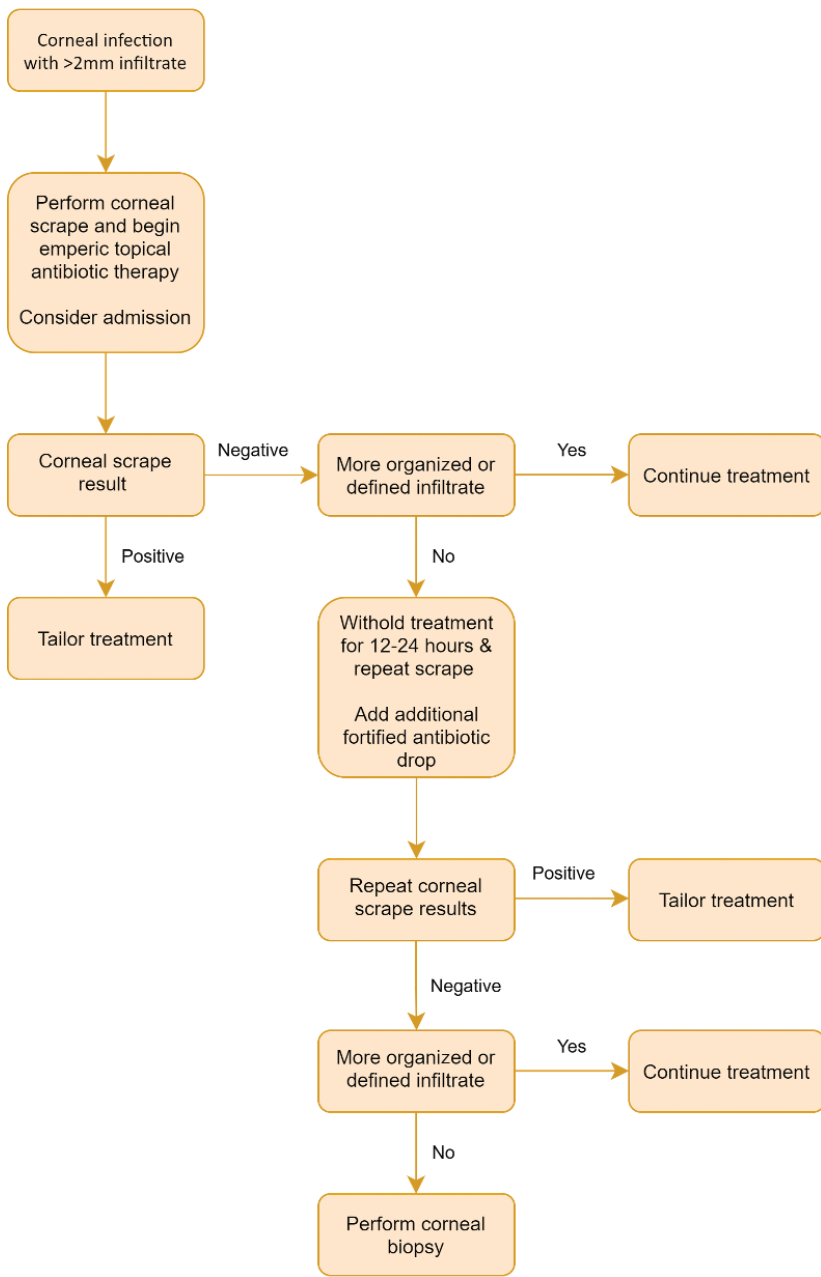 Corneal infection
with >2mm infiltrate
Perform corneal
scrape and begin
emperic topical
antibiotic therapy
Consider admission
Corneal scrape
result
Negative
More organized or
defined infiltrate
Yes
Continue treatment
Positive
No
Tailor treatment
Withold treatment
for 12-24 hours &
repeat scrape
Add additional
fortified antibiotic
drop
Repeat corneal
scrape results
Positive
Tailor treatment
Negative
More organized or
defined infiltrate
Yes
Continue treatment
No
Perform corneal
biopsy